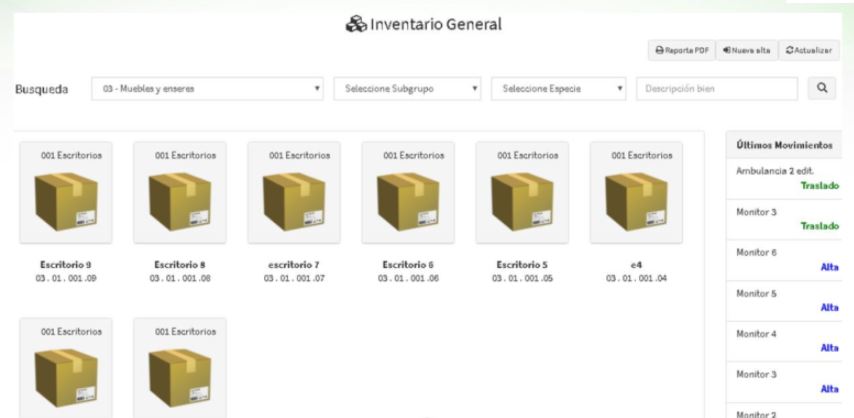 Inventario General
Reporte PDF Nueva alta Actualizar
Busqueda 03 - Muebles y enseres Seleccione Subgrupo Seleccione Especie Descripción bien
001 Escritorios 001 Escritorios 001 Escritorios 001 Escritorios 001 Escritorios 001 Escritorios
Escritorio 9 Escritorio 8 escritorio 7 Escritorio 6 Escritorio 5 e4
03 . 01 . 001 .09 03 . 01 . 001 .08 03 . 01 . 001 .07 03 . 01 . 001 .06 03 . 01 . 001 .05 03 . 01 . 001 .04
001 Escritorios 001 Escritorios
Últimos Movimientos
Ambulancia 2 edit.
Traslado
Monitor 3
Traslado
Monitor 6
Alta
Monitor 5
Alta
Monitor 4
Alta
Monitor 3
Alta
Monitor 2